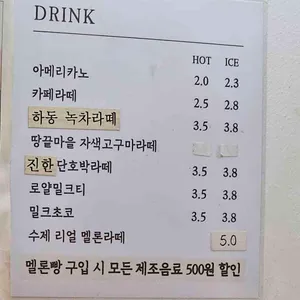 DRINK
HOT ICE
아메리카노 2.0 2.3
카페라떼 2.5 2.8
하동 녹차라떼 3.5 3.8
땅끝마을 자색고구마라떼
진한 단호박라떼 3.5 3.8
로얄밀크티 3.5 3.8
밀크초코 3.5 3.8
수제 리얼 멜론라떼 5.0
멜론빵 구입 시 모든 제조음료 500원 할인